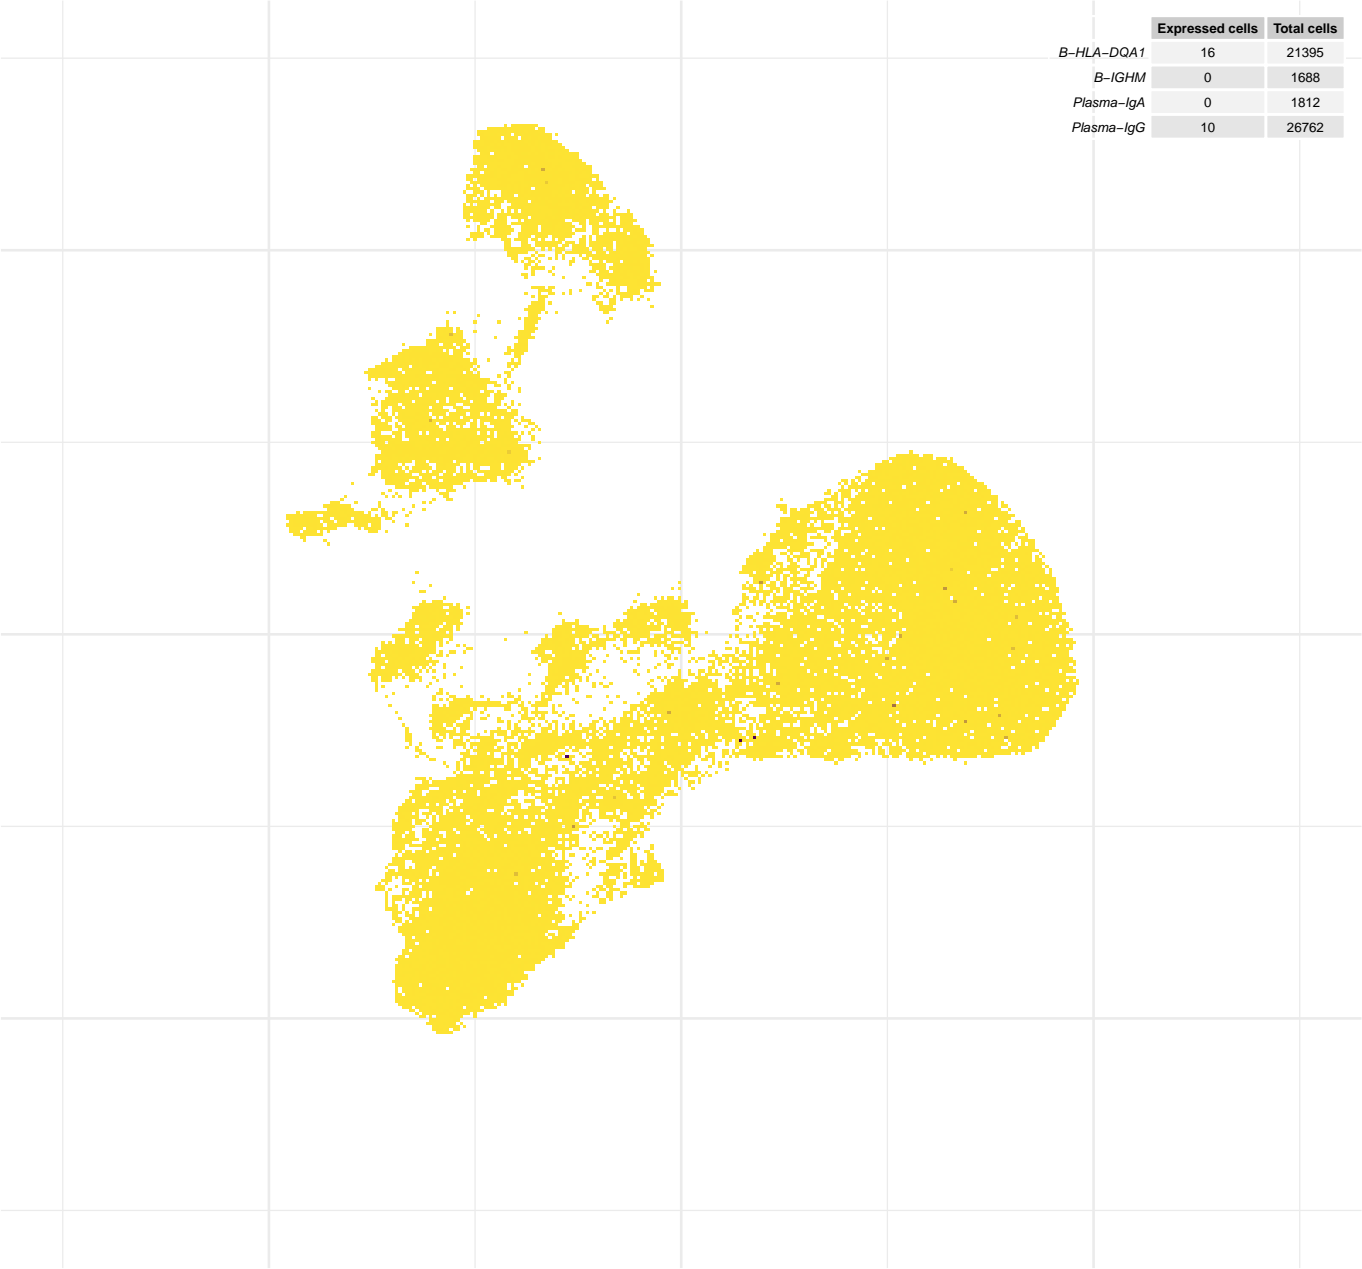 Expressed cells Total cells
B−HLA−DQA1 16 21395
B−IGHM 0 1688
Plasma−IgA 0 1812
Plasma−IgG 10 26762